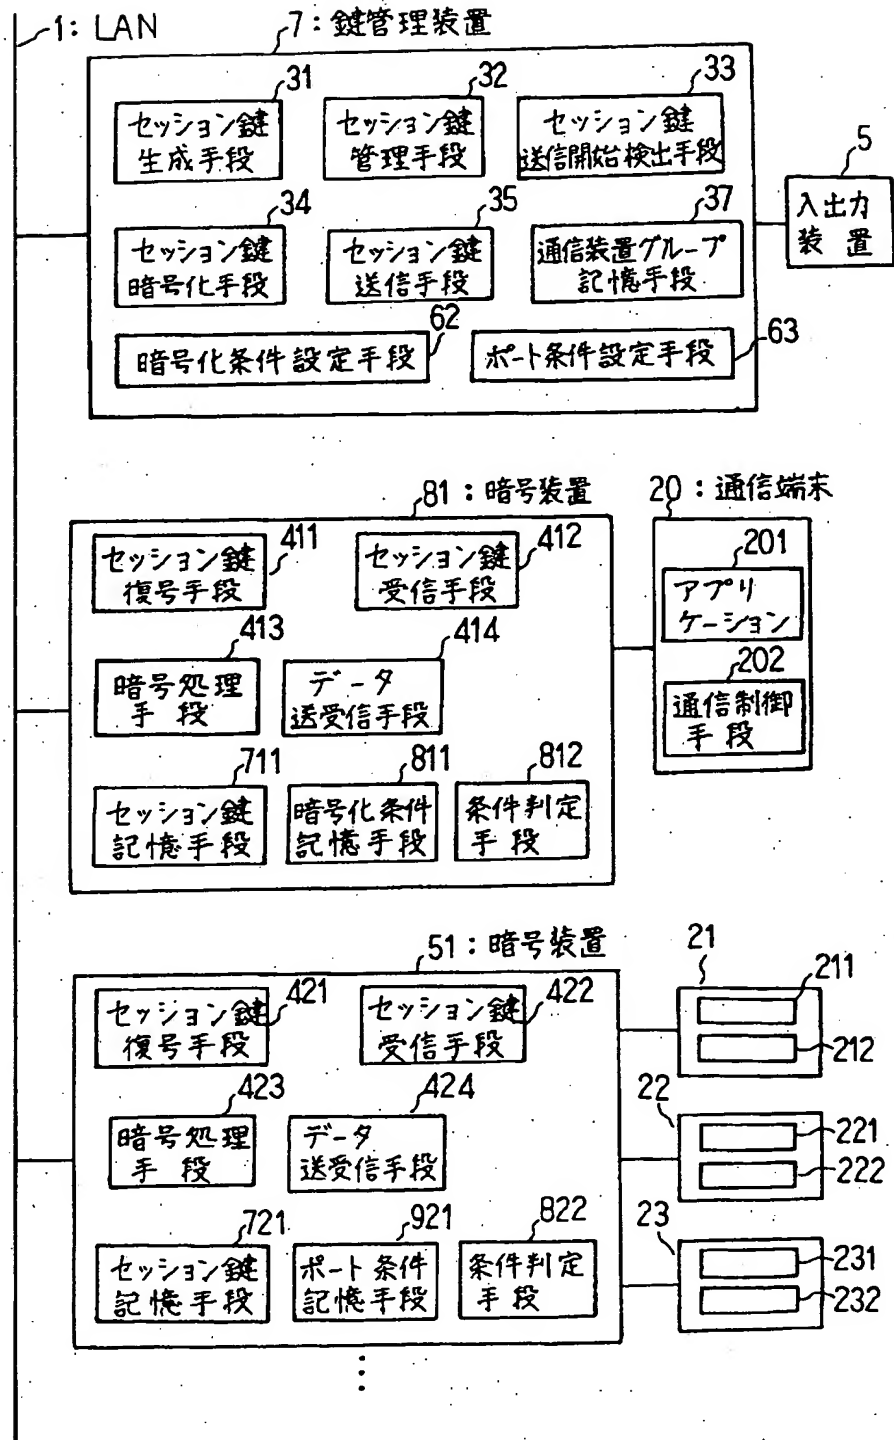 1: LAN
7:鍵管理装置
31
32
33
セッション鍵
生成手段
セッション鍵
管理手段
セッション鍵
送信開始検出手段
5
入出力
装置
34
35
37
セッション鍵
暗号化手段
セッション鍵
送信手段
通信装置グループ
記憶手段
62
63
暗号化条件設定手段
ポート条件設定手段
81:暗号装置
20:通信端末
411
412
セッション鍵
復号手段
セッション鍵
受信手段
201
アプリ
ケーション
413
414
暗号処理
手段
データ
送受信手段
202
通信制御
手段
711
811
812
セッション鍵
記憶手段
暗号化条件
記憶手段
条件判定
手段
51:暗号装置
21
211
212
421
422
セッション鍵
復号手段
セッション鍵
受信手段
423
424
暗号処理
手段
データ
送受信手段
22
221
222
721
921
822
セッション鍵
記憶手段
ポート条件
記憶手段
条件判定
手段
23
231
232